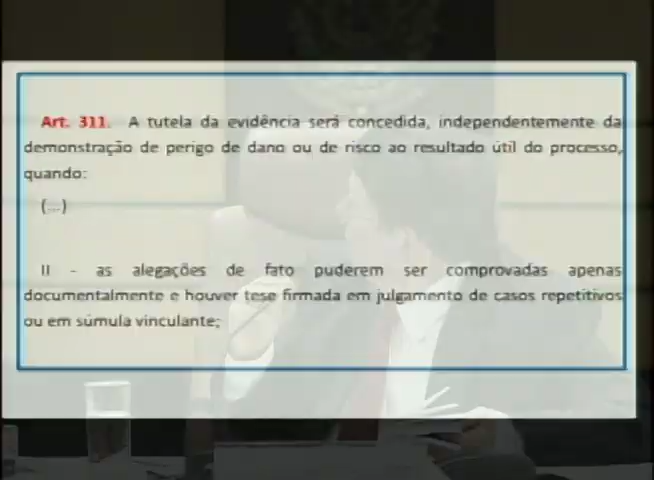 Art. 311. A tutela da evidência será concedida, independentemente da
demonstração de perigo de dano ou de risco ao resultado útil do processo,
quando:
(...)
II - as alegações de fato puderem ser comprovadas apenas
documentalmente e houver tese firmada em julgamento de casos repetitivos
ou em súmula vinculante;